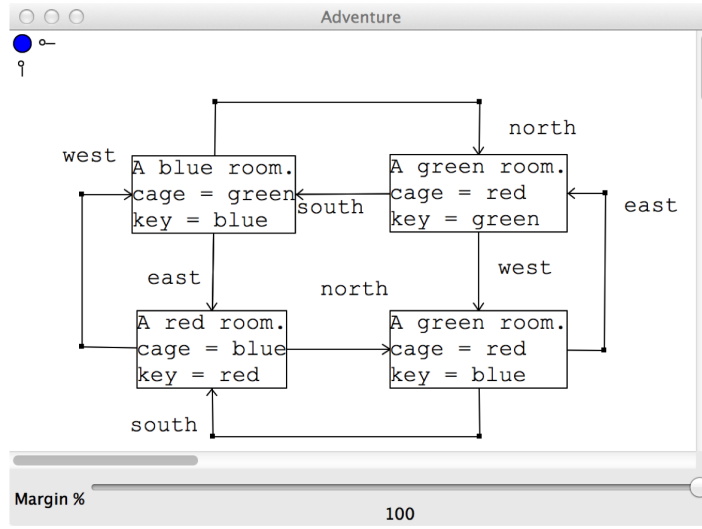 Adventure
north
west
A blue room.
cage = green
key = blue
A green room.
cage = red
key = green
south
east
east
west
north
A red room.
cage = blue
key = red
A green room.
cage = red
key = blue
south
Margin %
100